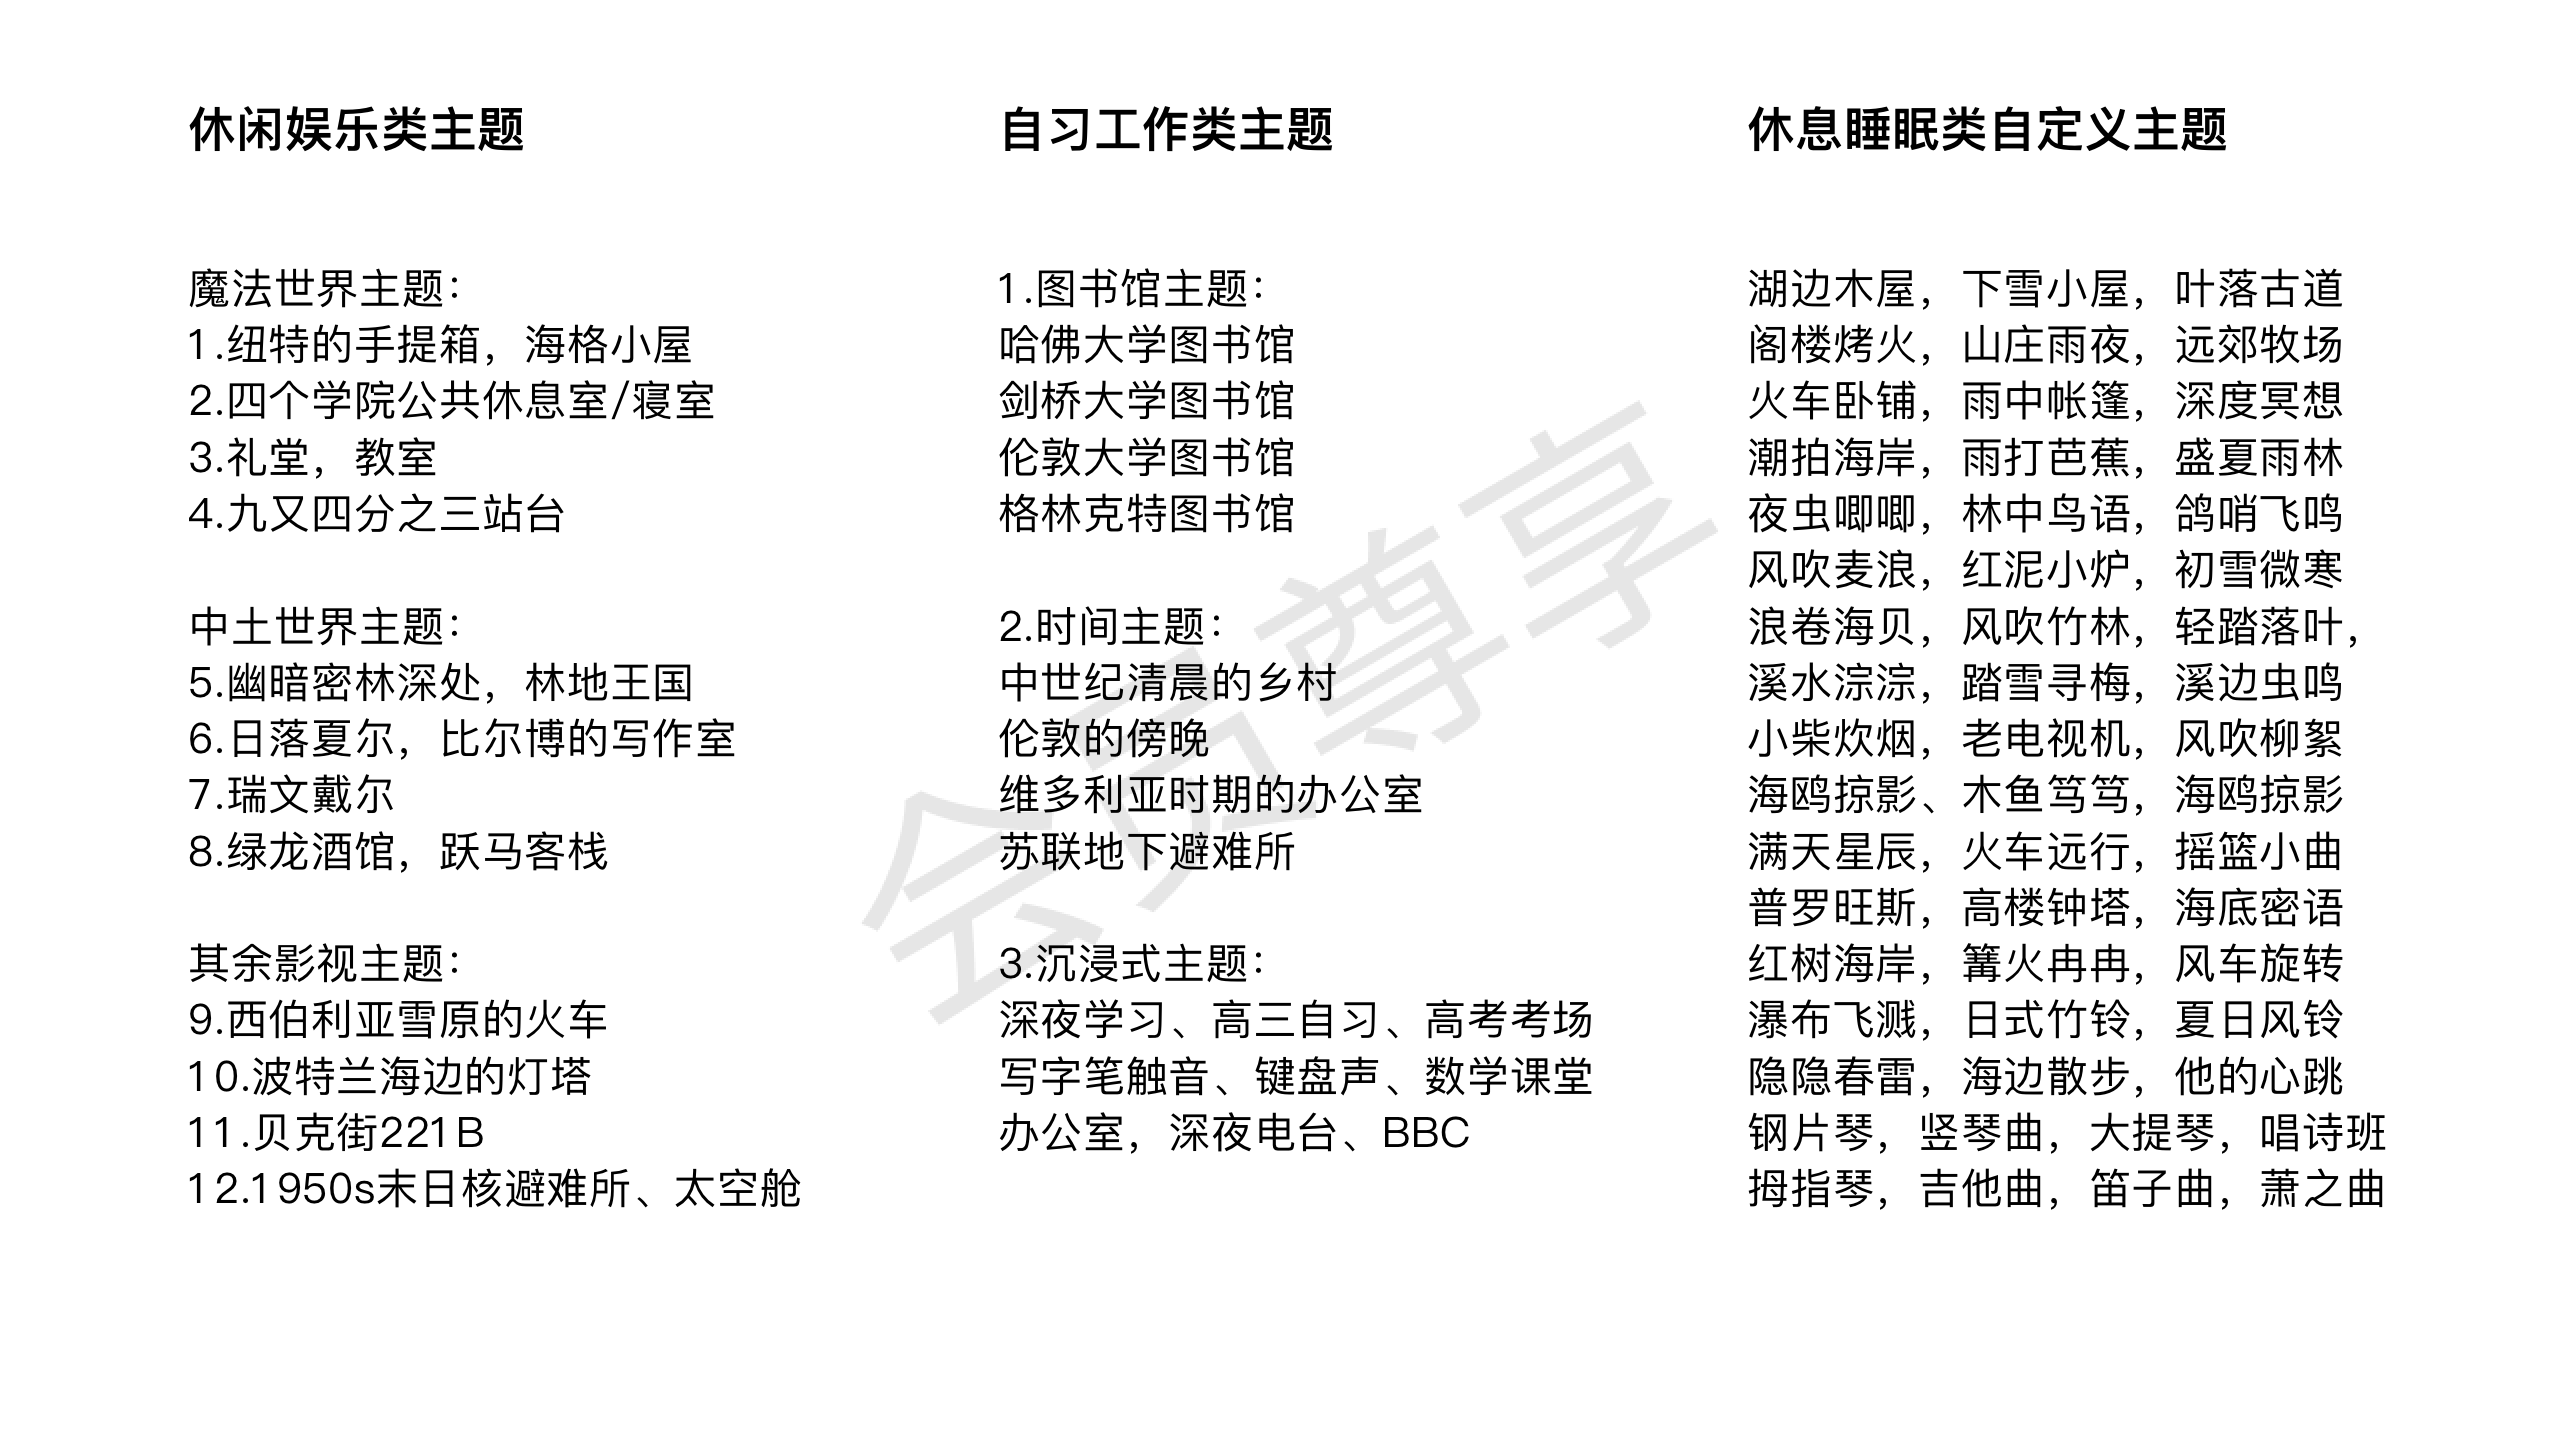 休闲娱乐类主题
魔法世界主题：
1.纽特的手提箱，海格小屋
2.四个学院公共休息室/寝室
3.礼堂，教室
4.九又四分之三站台
中土世界主题：
5.幽暗密林深处，林地王国
6.日落夏尔，比尔博的写作室
7.瑞文戴尔
8.绿龙酒馆，跃马客栈
其余影视主题：
9.西伯利亚雪原的火车
10.波特兰海边的灯塔
11.贝克街221B
12.1950s末日核避难所、太空舱
自习工作类主题
1.图书馆主题：
哈佛大学图书馆
剑桥大学图书馆
伦敦大学图书馆
格林克特图书馆
2.时间主题：
中世纪清晨的乡村
伦敦的傍晚
维多利亚时期的办公室
苏联地下避难所
3.沉浸式主题：
深夜学习、高三自习、高考考场
写字笔触音、键盘声、数学课堂
办公室，深夜电台、BBC
休息睡眠类自定义主题
湖边木屋，下雪小屋，叶落古道
阁楼烤火，山庄雨夜，远郊牧场
火车卧铺，雨中帐篷，深度冥想
潮拍海岸，雨打芭蕉，盛夏雨林
夜虫唧唧，林中鸟语，鸽哨飞鸣
风吹麦浪，红泥小炉，初雪微寒
浪卷海贝，风吹竹林，轻踏落叶，
溪水淙淙，踏雪寻梅，溪边虫鸣
小柴炊烟，老电视机，风吹柳絮
海鸥掠影、木鱼笃笃，海鸥掠影
满天星辰，火车远行，摇篮小曲
普罗旺斯，高楼钟塔，海底密语
红树海岸，篝火冉冉，风车旋转
瀑布飞溅，日式竹铃，夏日风铃
隐隐春雷，海边散步，他的心跳
钢片琴，竖琴曲，大提琴，唱诗班
拇指琴，吉他曲，笛子曲，萧之曲
会员尊享